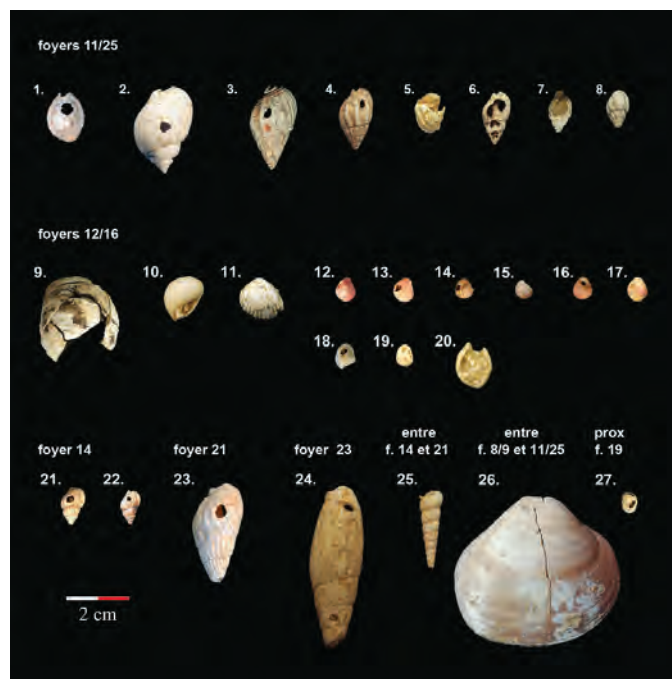 foyers 11/25
1. 2. 3. 4. 5. 6. 7. 8.
foyers 12/16
9. 10. 11. 12. 13. 14. 15. 16. 17.
18. 19. 20.
foyer 14 foyer 21 foyer 23 entre f. 14 et 21 entre f. 8/9 et 11/25 prox f. 19
21. 22. 23. 24. 25. 26. 27.
2 cm